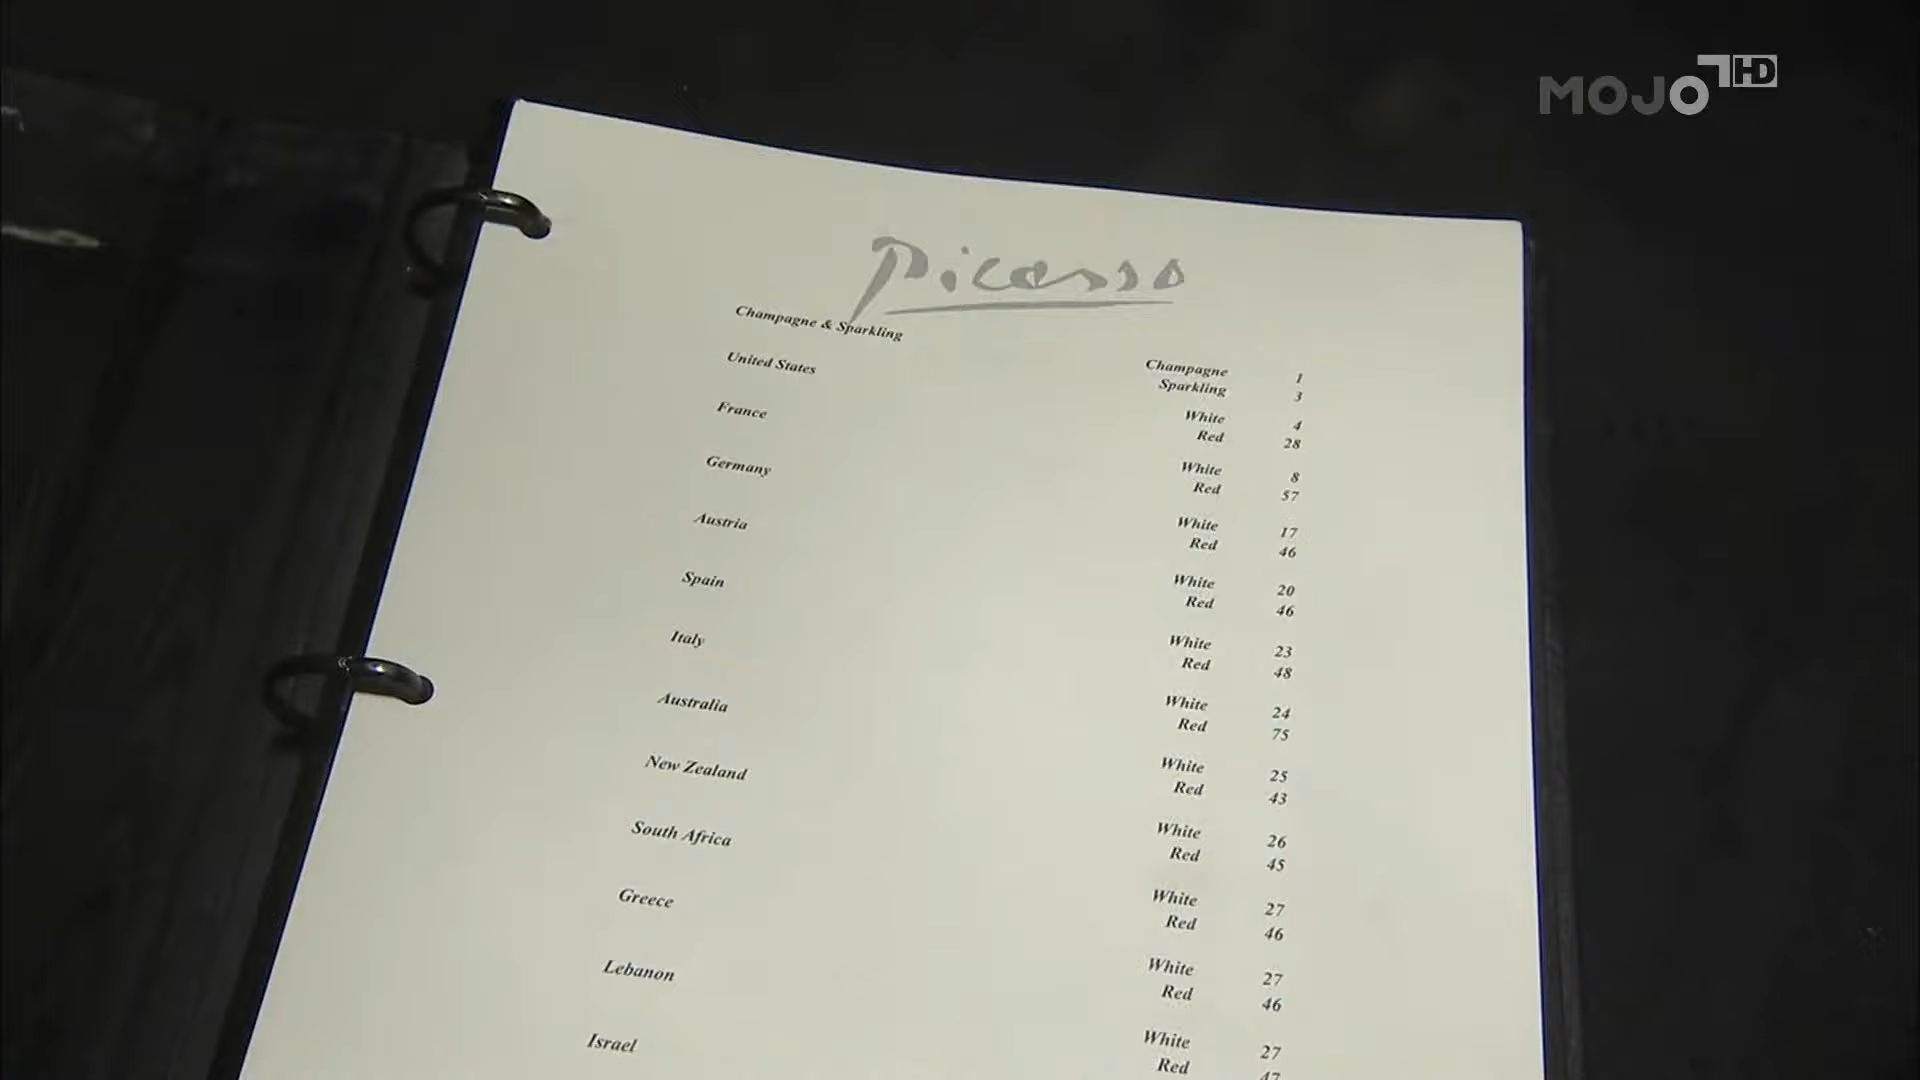 MOJO HD
Picasso
Champagne & Sparkling Champagne 1
Sparkling 3
United States White 4
Red 28
France White 8
Red 57
Germany White 17
Red 46
Austria White 20
Red 46
Spain White 23
Red 48
Italy White 24
Red 75
Australia White 25
Red 43
New Zealand White 26
Red 45
South Africa White 27
Red 46
Greece White 27
Red 46
Lebanon White 27
Red 47
Israel